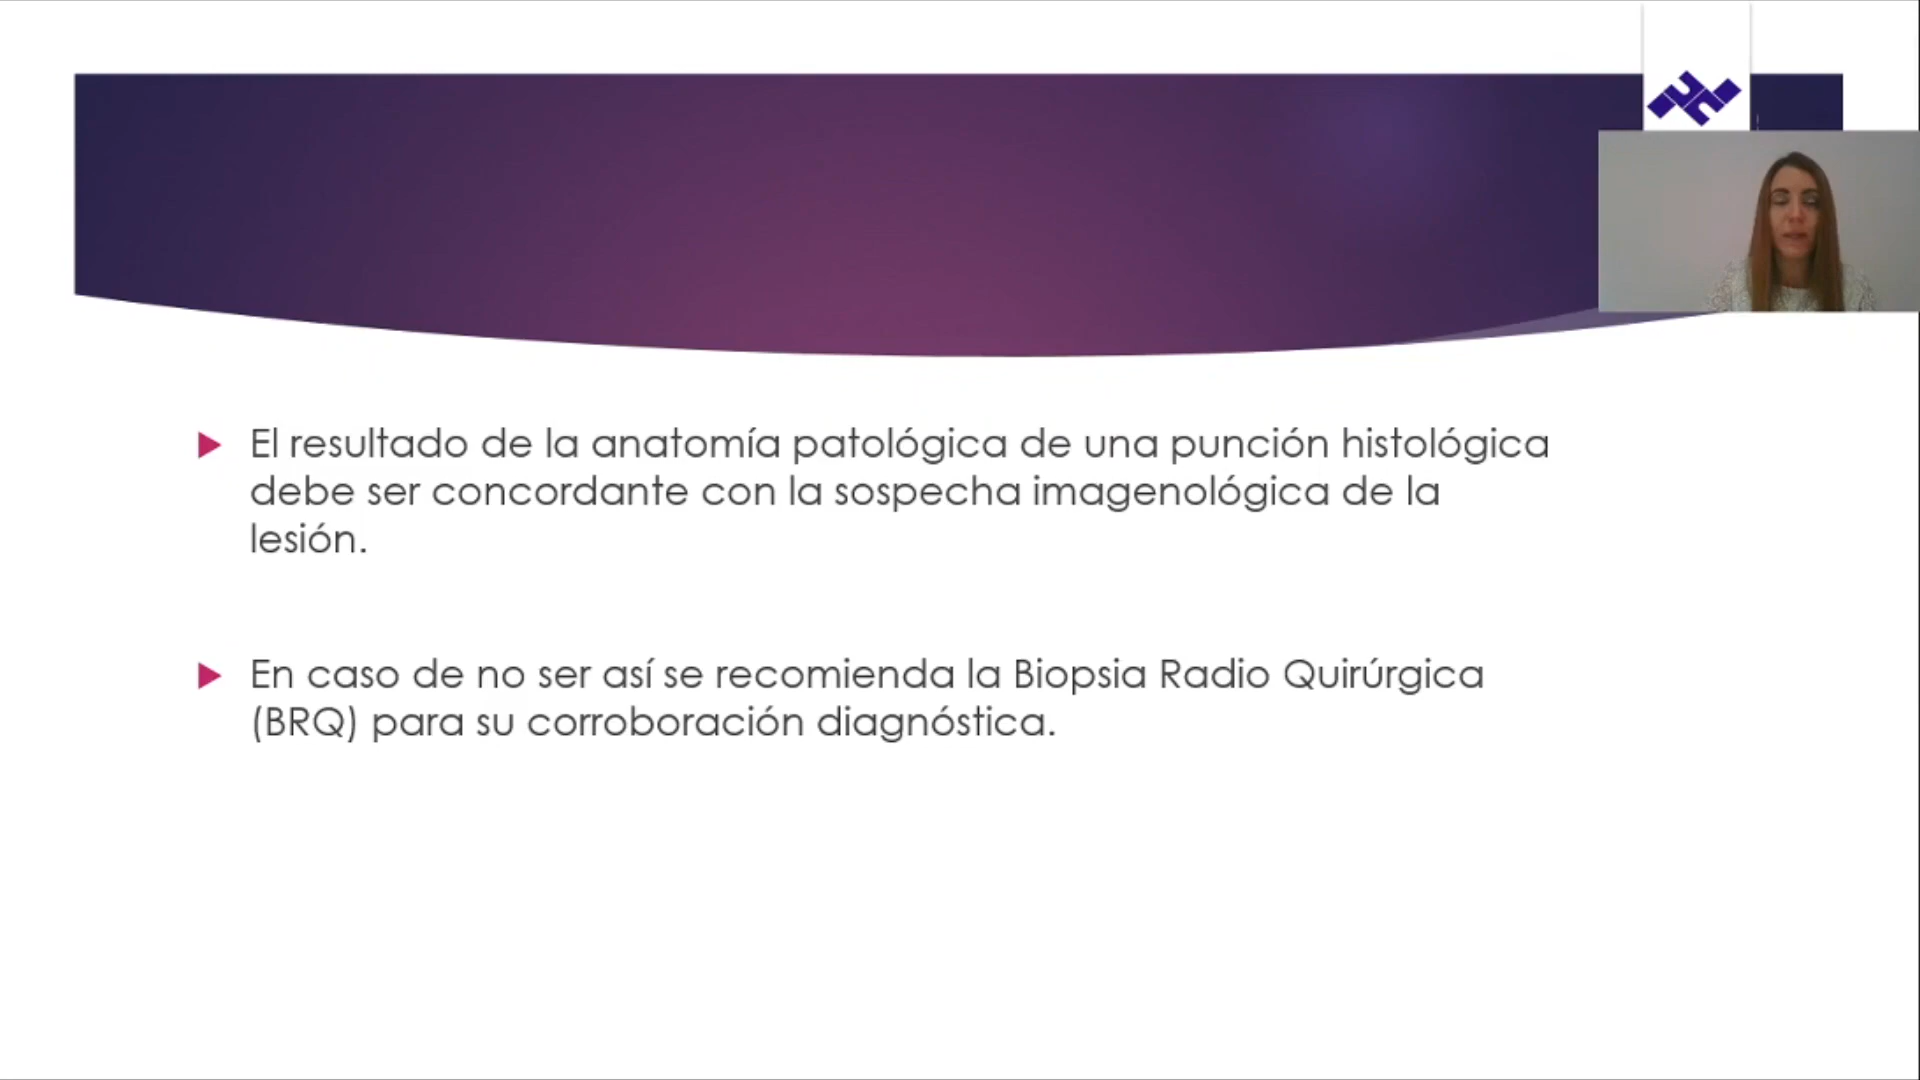 El resultado de la anatomía patológica de una punción histológica
debe ser concordante con la sospecha imagenológica de la
lesión.
En caso de no ser así se recomienda la Biopsia Radio Quirúrgica
(BRQ) para su corroboración diagnóstica.